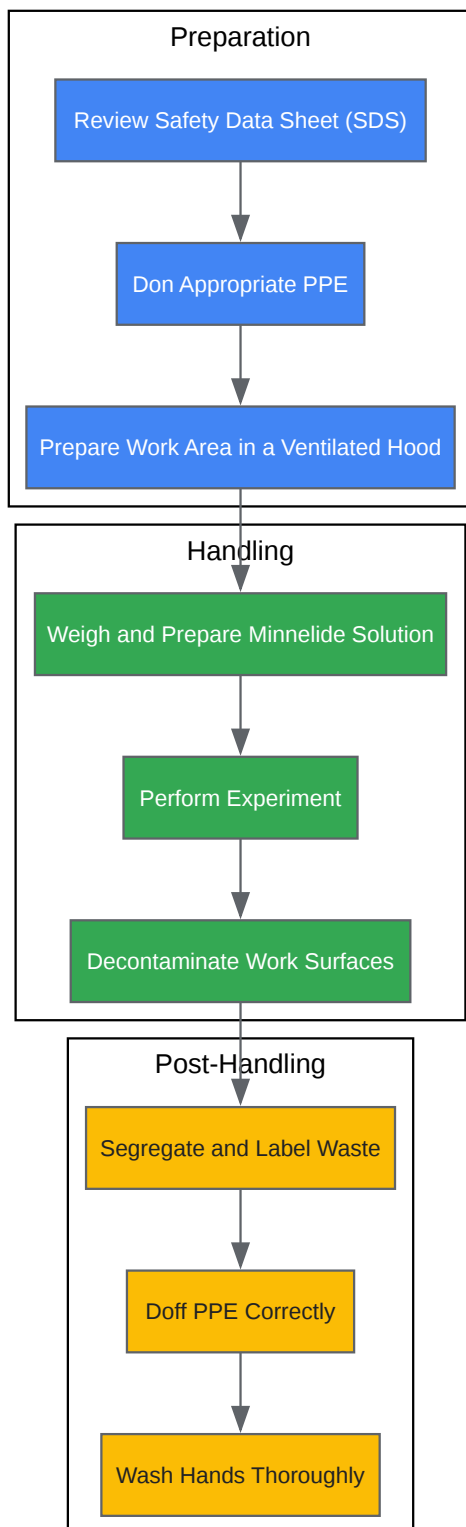 Preparation
Review Safety Data Sheet (SDS)
Don Appropriate PPE
Prepare Work Area in a Ventilated Hood
Handling
Weigh and Prepare Minnelide Solution
Perform Experiment
Decontaminate Work Surfaces
Post-Handling
Segregate and Label Waste
Doff PPE Correctly
Wash Hands Thoroughly